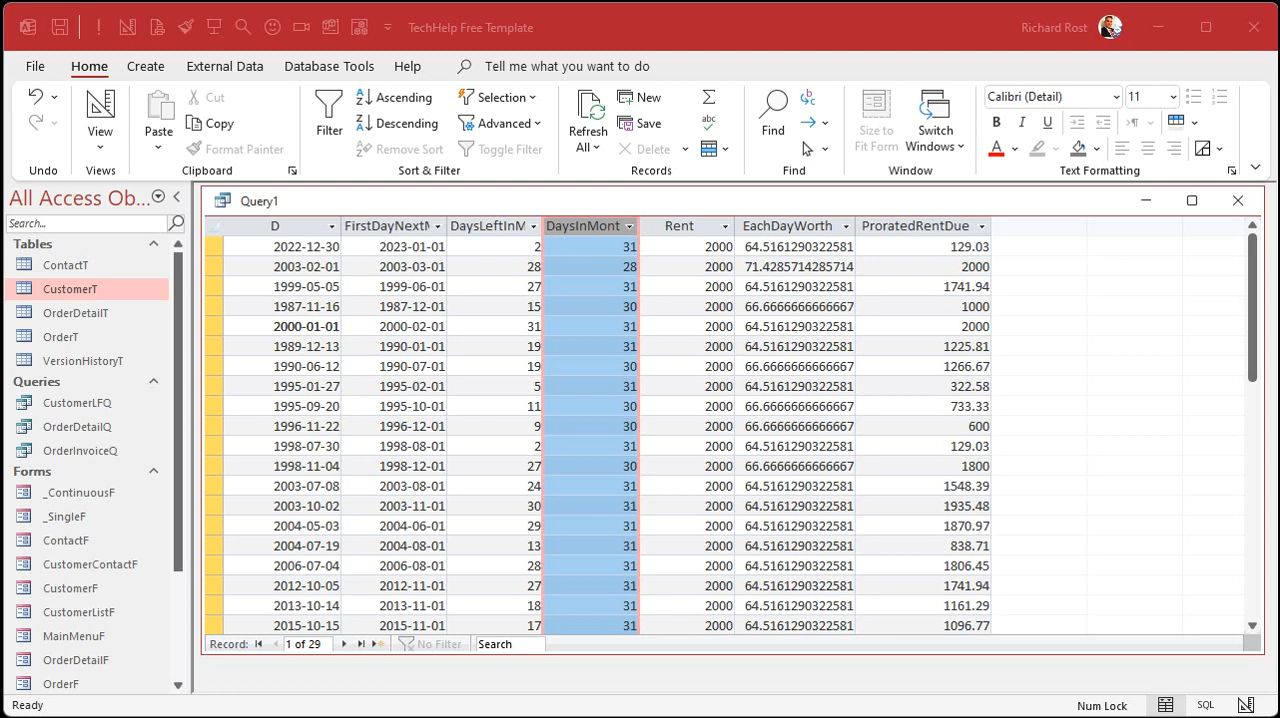 TechHelp Free Template Richard Rost
File Home Create External Data Database Tools Help Tell me what you want to do
Undo
View
Views
Paste
Cut
Copy
Format Painter
Clipboard
Filter
Ascending
Descending
Remove Sort
Selection
Advanced
Toggle Filter
Sort & Filter
Refresh All
New
Save
Delete
Records
Find
Find
Size to Fit Form
Switch Windows
Window
Calibri (Detail) 11
B I U
A
Text Formatting
All Access Ob...
Search...
Tables
ContactT
CustomerT
OrderDetailT
OrderT
VersionHistoryT
Queries
CustomerLFQ
OrderDetailQ
OrderInvoiceQ
Forms
_ContinuousF
_SingleF
ContactF
CustomerContactF
CustomerF
CustomerListF
MainMenuF
OrderDetailF
OrderF
Query1
D FirstDayNextM DaysLeftInM DaysInMont Rent EachDayWorth ProratedRentDue
2022-12-30 2023-01-01 2 31 2000 64.5161290322581 129.03
2003-02-01 2003-03-01 28 28 2000 71.4285714285714 2000
1999-05-05 1999-06-01 27 31 2000 64.5161290322581 1741.94
1987-11-16 1987-12-01 15 30 2000 66.6666666666667 1000
2000-01-01 2000-02-01 31 31 2000 64.5161290322581 2000
1989-12-13 1990-01-01 19 31 2000 64.5161290322581 1225.81
1990-06-12 1990-07-01 19 30 2000 66.6666666666667 1266.67
1995-01-27 1995-02-01 5 31 2000 64.5161290322581 322.58
1995-09-20 1995-10-01 11 30 2000 66.6666666666667 733.33
1996-11-22 1996-12-01 9 30 2000 66.6666666666667 600
1998-07-30 1998-08-01 2 31 2000 64.5161290322581 129.03
1998-11-04 1998-12-01 27 30 2000 66.6666666666667 1800
2003-07-08 2003-08-01 24 31 2000 64.5161290322581 1548.39
2003-10-02 2003-11-01 30 31 2000 64.5161290322581 1935.48
2004-05-03 2004-06-01 29 31 2000 64.5161290322581 1870.97
2004-07-19 2004-08-01 13 31 2000 64.5161290322581 838.71
2006-07-04 2006-08-01 28 31 2000 64.5161290322581 1806.45
2012-10-05 2012-11-01 27 31 2000 64.5161290322581 1741.94
2013-10-14 2013-11-01 18 31 2000 64.5161290322581 1161.29
2015-10-15 2015-11-01 17 31 2000 64.5161290322581 1096.77
Record: 1 of 29 No Filter Search
Ready Num Lock SQL